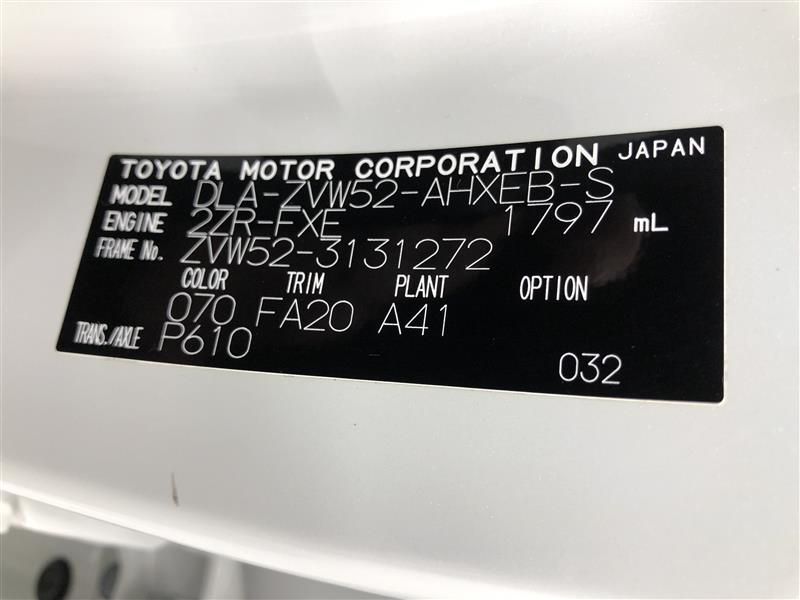 TOYOTA MOTOR CORPORATION JAPAN
MODEL DLA-ZVW52-AHXEB-S
ENGINE 2ZR-FXE 1797 mL
FRAME No. ZVW52-3131272
COLOR TRIM PLANT OPTION
070 FA20 A41
TRANS./AXLE P610
032